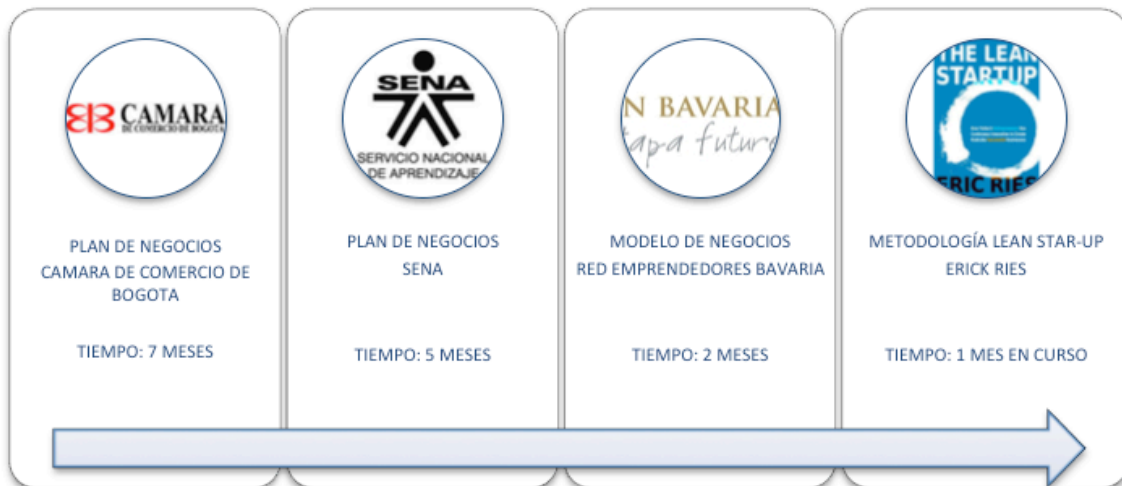 CAMARA
DE COMERCIO DE BOGOTA
PLAN DE NEGOCIOS
CAMARA DE COMERCIO DE
BOGOTA
TIEMPO: 7 MESES
SENA
SERVICIO NACIONAL
DE APRENDIZAJE
PLAN DE NEGOCIOS
SENA
TIEMPO: 5 MESES
N BAVARIA
apa futuro
MODELO DE NEGOCIOS
RED EMPRENDEDORES BAVARIA
TIEMPO: 2 MESES
THE LEAN
STARTUP
ERIC RIES
METODOLOGÍA LEAN STAR-UP
ERICK RIES
TIEMPO: 1 MES EN CURSO